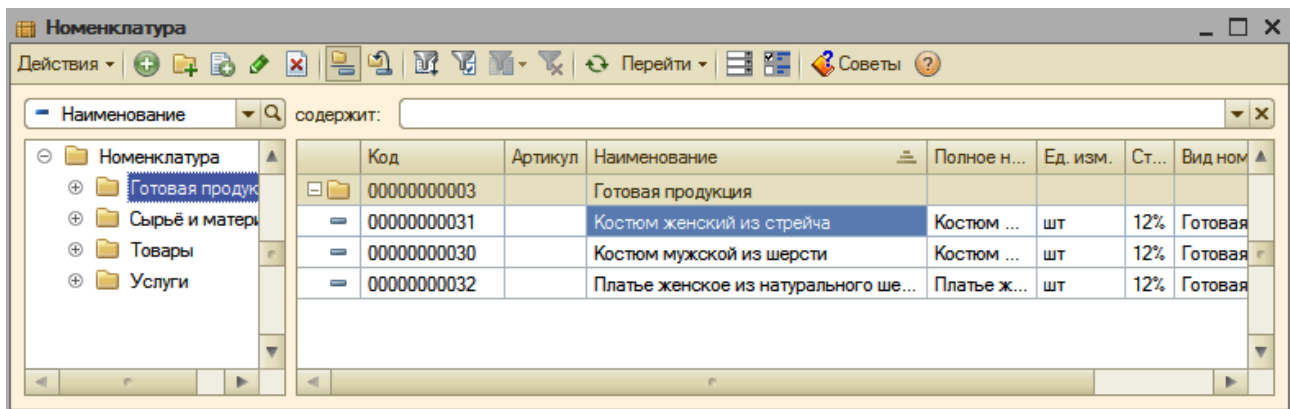 Номенклатура
Действия Перейти Советы
Наименование содержит:
Номенклатура
Готовая продук
Сырьё и матери
Товары
Услуги
Код Артикул Наименование Полное н... Ед. изм. Ст... Вид ном
00000000003 Готовая продукция
00000000031 Костюм женский из стрейча Костюм ... шт 12% Готовая
00000000030 Костюм мужской из шерсти Костюм ... шт 12% Готовая
00000000032 Платье женское из натурального ше... Платье ж... шт 12% Готовая